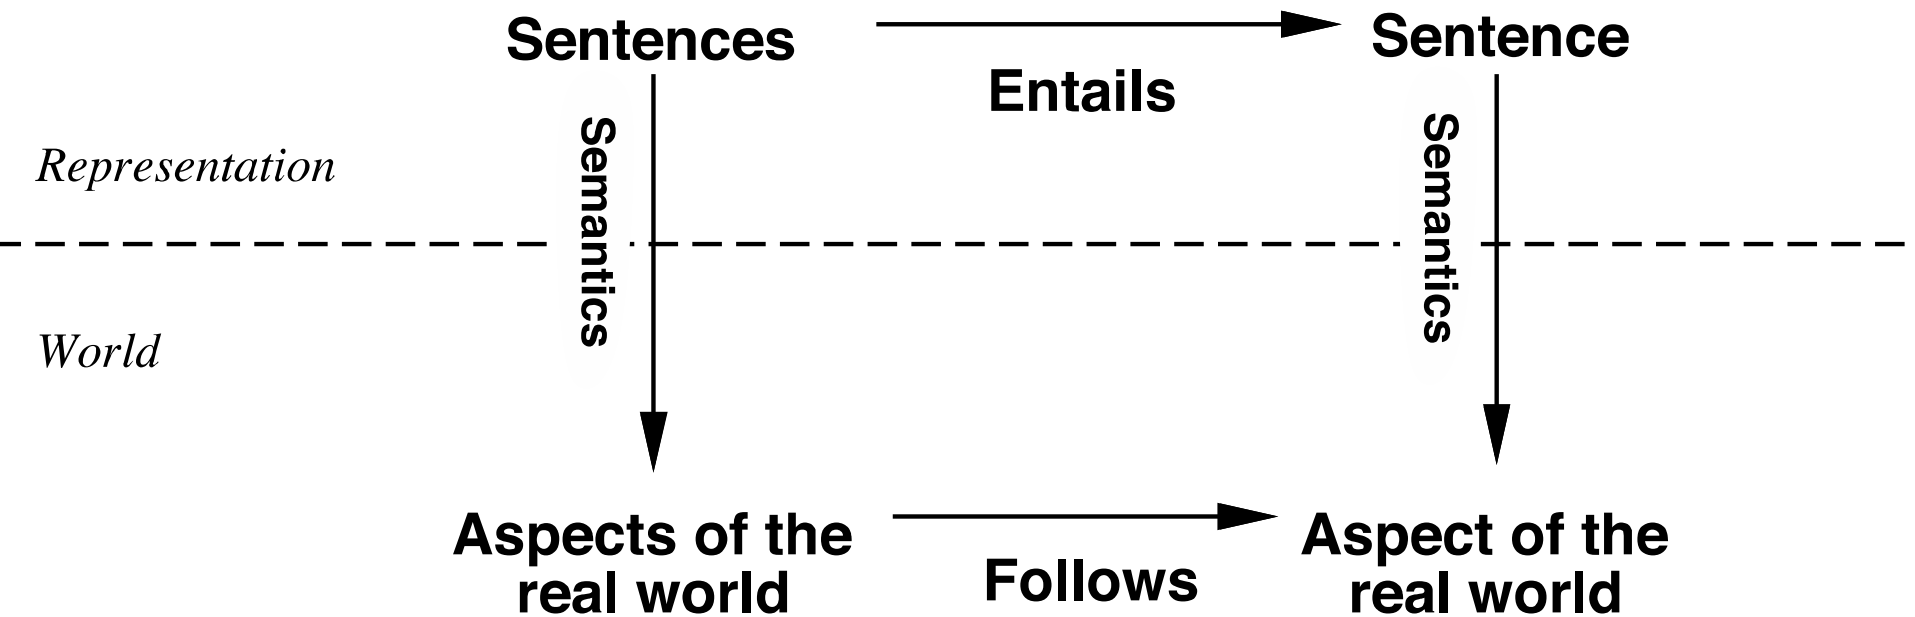 Sentences
Sentence
Entails
Semantics
Semantics
Representation
World
Aspects of the
real world
Follows
Aspect of the
real world